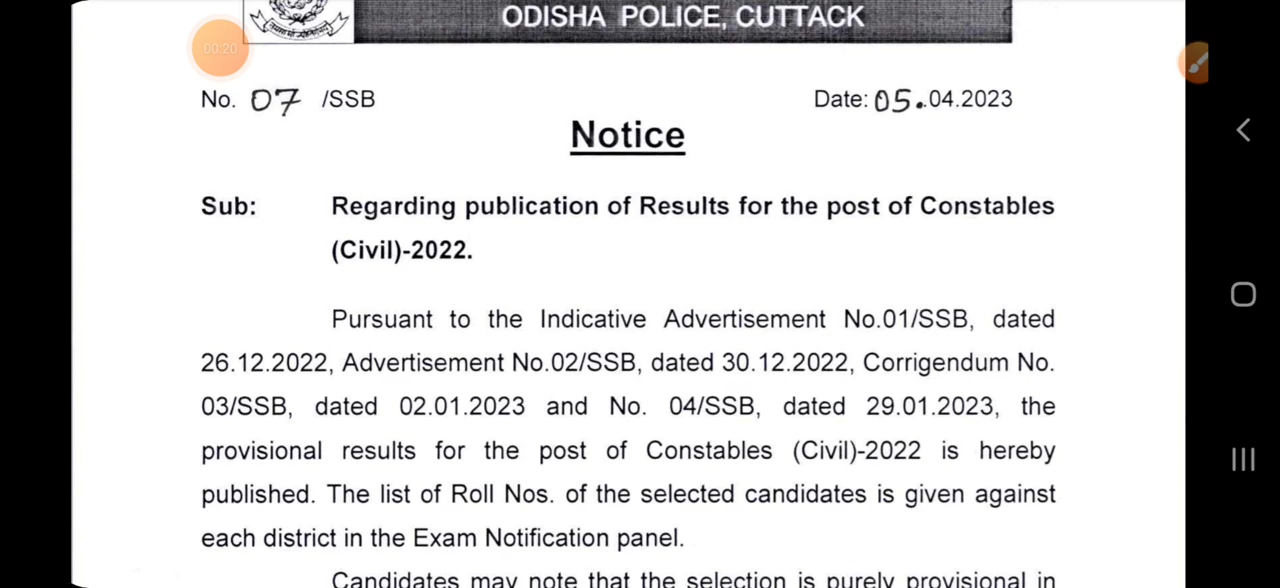 ODISHA POLICE, CUTTACK
00:20
No. 07 /SSB
Date: 05..04.2023
Notice
Sub: Regarding publication of Results for the post of Constables
(Civil)-2022.
Pursuant to the Indicative Advertisement No.01/SSB, dated
26.12.2022, Advertisement No.02/SSB, dated 30.12.2022, Corrigendum No.
03/SSB, dated 02.01.2023 and No. 04/SSB, dated 29.01.2023, the
provisional results for the post of Constables (Civil)-2022 is hereby
published. The list of Roll Nos. of the selected candidates is given against
each district in the Exam Notification panel.
Candidates may note that the selection is purely provisional in